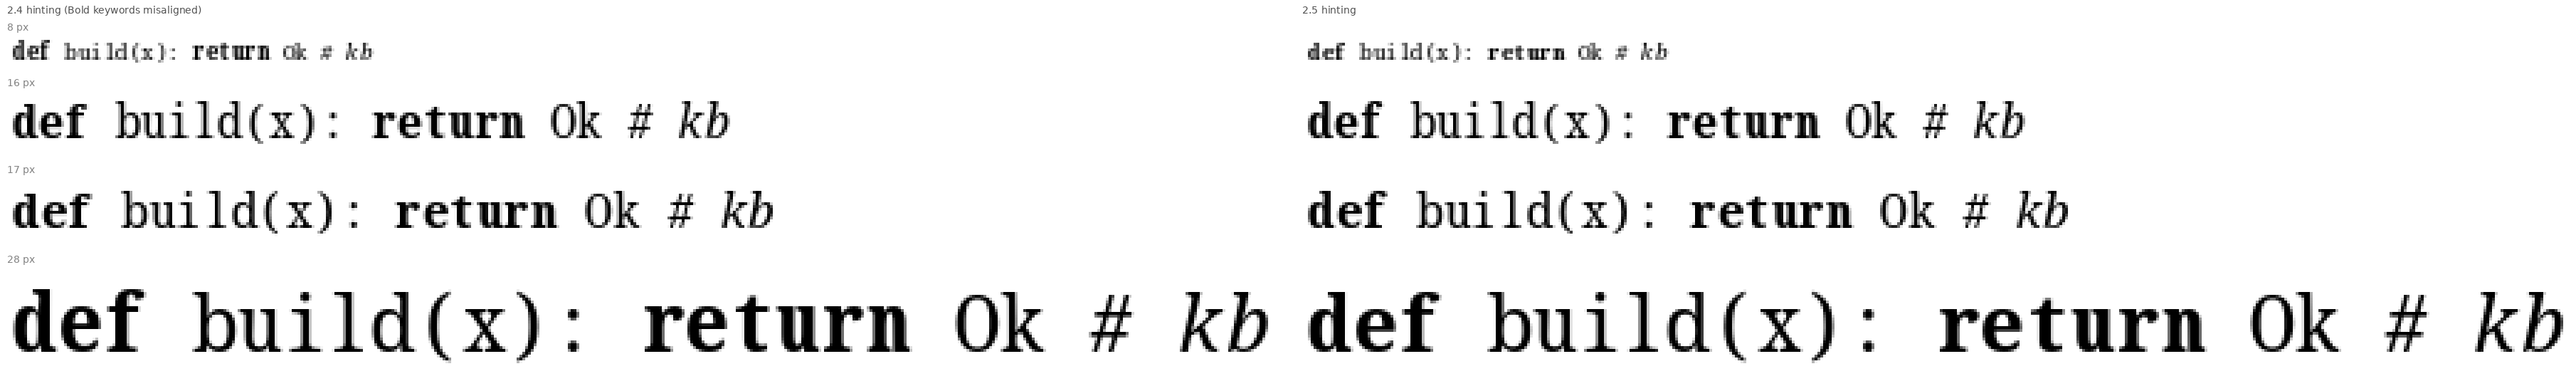 2.4 hinting (Bold keywords misaligned)
8 px
def build(x): return Ok # kb
16 px
def build(x): return Ok # kb
17 px
def build(x): return Ok # kb
28 px
def build(x): return Ok # kb
2.5 hinting
def build(x): return Ok # kb
def build(x): return Ok # kb
def build(x): return Ok # kb
def build(x): return Ok # kb